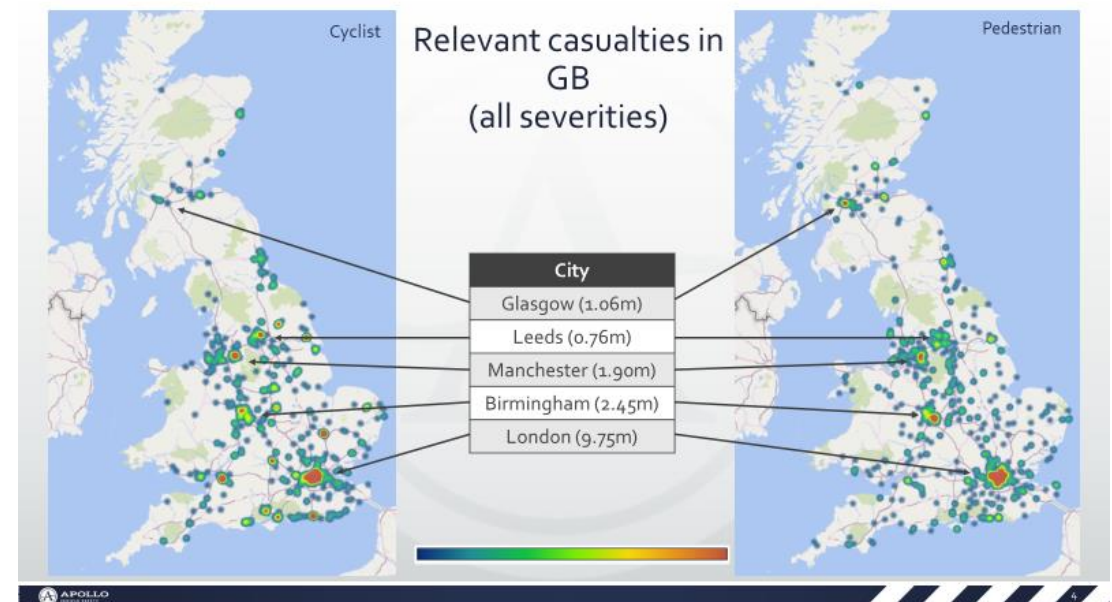 Cyclist
Relevant casualties in
GB
(all severities)
Pedestrian
City
Glasgow (1.06m)
Leeds (0.76m)
Manchester (1.90m)
Birmingham (2.45m)
London (9.75m)
APOLLO
4